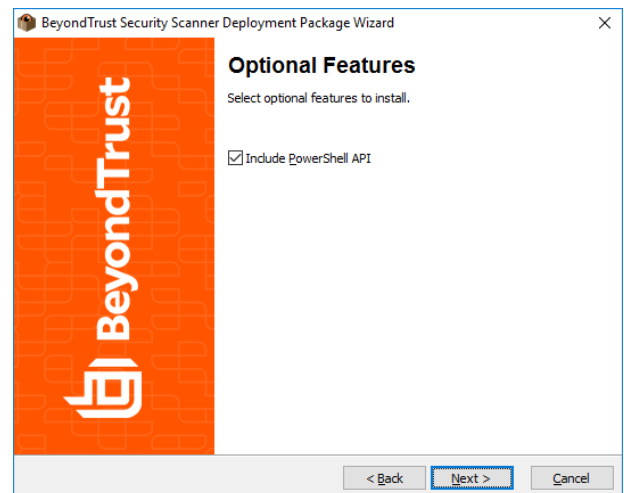 BeyondTrust Security Scanner Deployment Package Wizard
BeyondTrust
Optional Features
Select optional features to install.
Include PowerShell API
< Back
Next >
Cancel